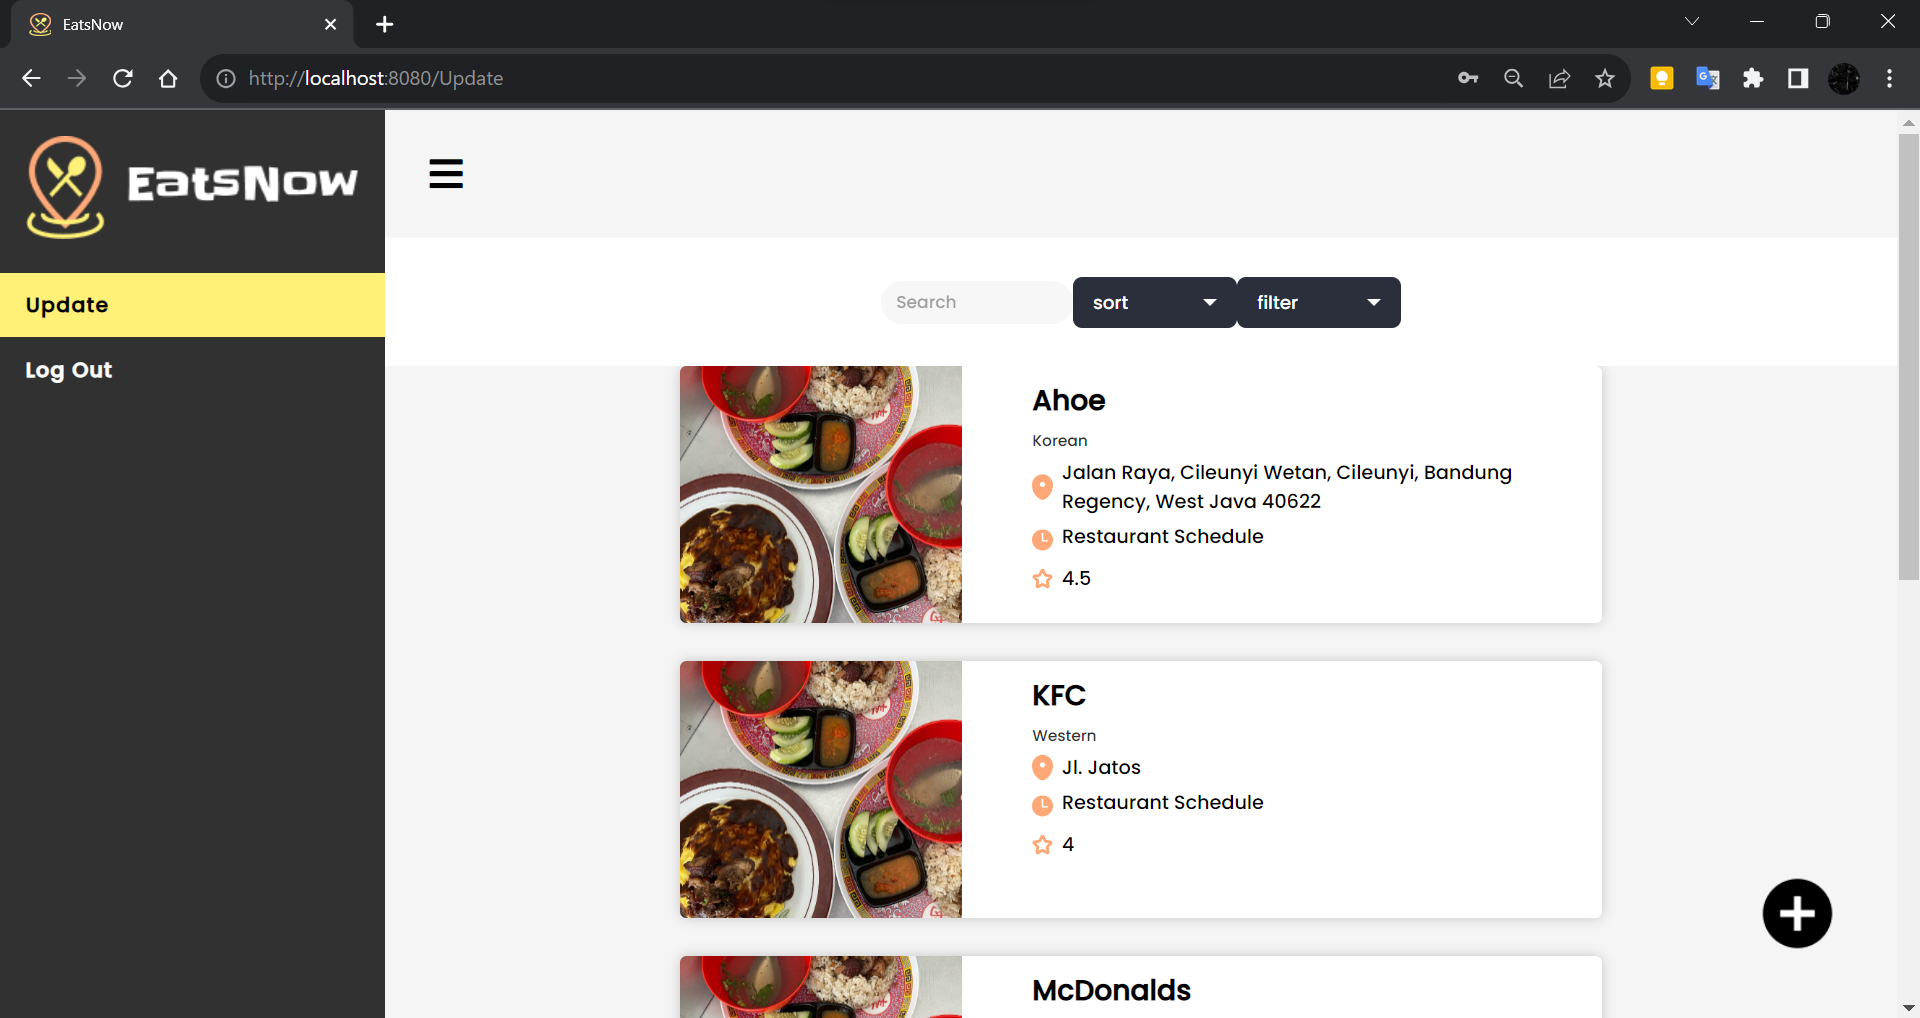 EatsNow
http://localhost:8080/Update
EatsNow
Update
Log Out
Search
sort
filter
Ahoe
Korean
Jalan Raya, Cileunyi Wetan, Cileunyi, Bandung
Regency, West Java 40622
Restaurant Schedule
4.5
KFC
Western
Jl. Jatos
Restaurant Schedule
4
McDonalds